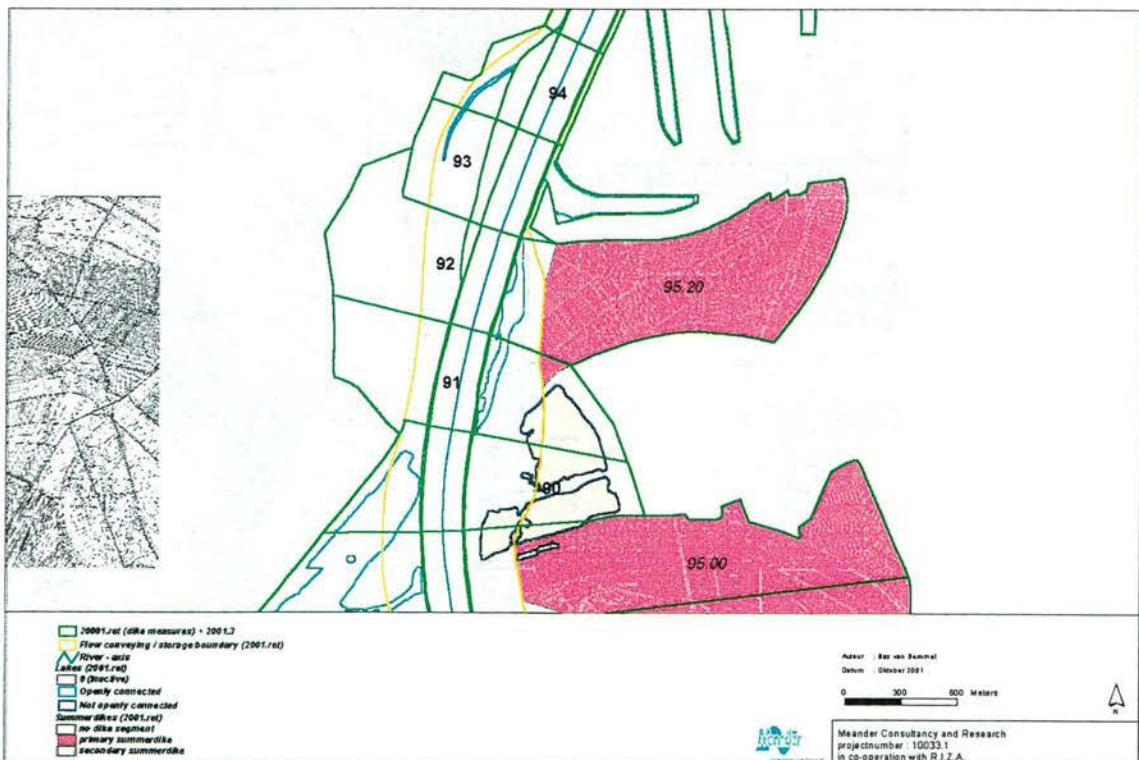 94
93
92
91
90
95.20
95.00
20001.ret (dike measures) - 2001.2
Flow conveying / storage boundary (2001.ret)
River - axis
Lakes (2001.ret)
0 (Inactive)
Openly connected
Not openly connected
Summerdikes (2001.ret)
no dike segment
primary summerdike
secondary summerdike
Auteur : Bas van Bemmel
Datum : Oktober 2001
0 300 600 Meters
N
Meander
Meander Consultancy and Research
projectnumber : 10033.1
in co-operation with R.I.Z.A.